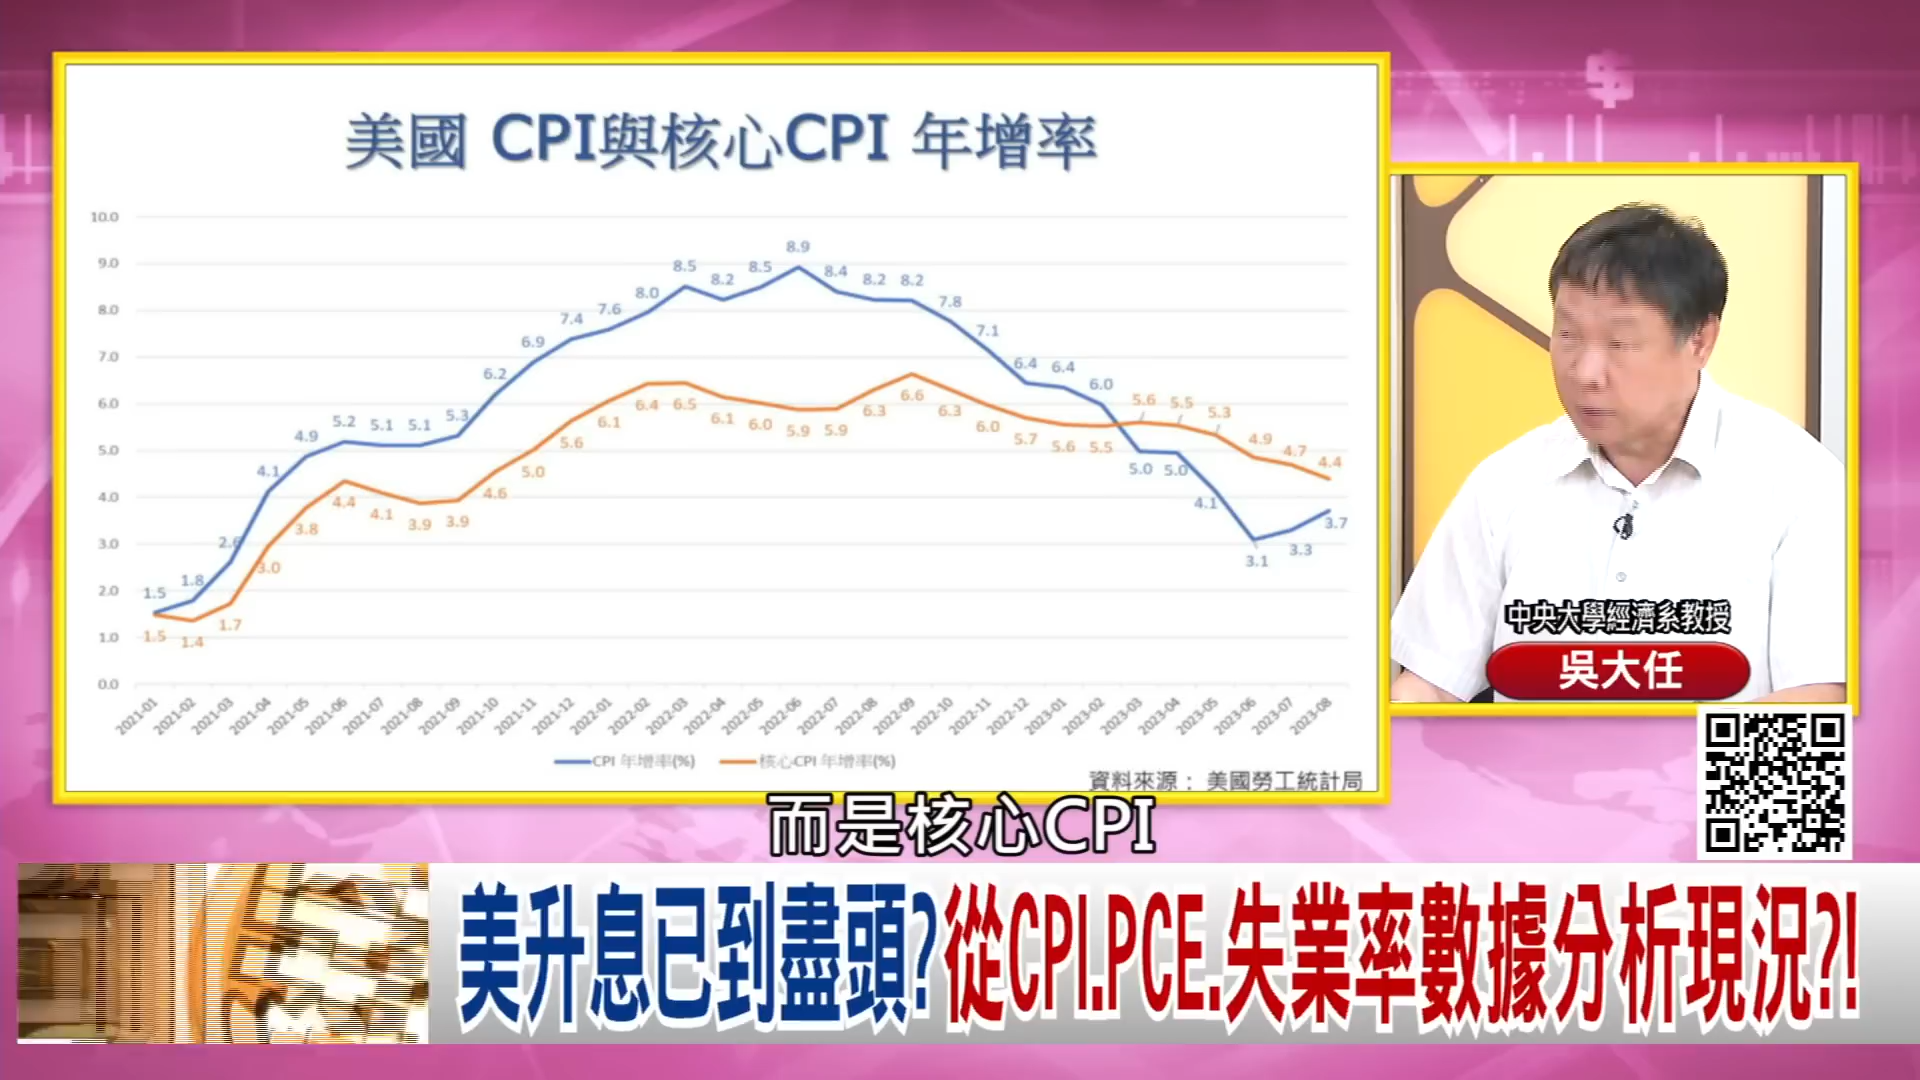 美國 CPI與核心CPI 年增率
10.0
9.0
8.0
7.0
6.0
5.0
4.0
3.0
2.0
1.0
0.0
1.5 1.8 2.6 4.1 4.9 5.2 5.1 5.1 5.3 6.2 6.9 7.4 7.6 8.0 8.5 8.2 8.5 8.9 8.4 8.2 8.2 7.8 7.1 6.4 6.4 6.0 5.0 5.0 4.1 3.1 3.3 3.7
1.5 1.4 1.7 3.0 3.8 4.4 4.1 3.9 3.9 4.6 5.0 5.6 6.1 6.4 6.5 6.1 6.0 5.9 5.9 6.3 6.6 6.3 6.0 5.7 5.6 5.5 5.6 5.5 5.3 4.9 4.7 4.4
2021-01 2021-02 2021-03 2021-04 2021-05 2021-06 2021-07 2021-08 2021-09 2021-10 2021-11 2021-12 2022-01 2022-02 2022-03 2022-04 2022-05 2022-06 2022-07 2022-08 2022-09 2022-10 2022-11 2022-12 2023-01 2023-02 2023-03 2023-04 2023-05 2023-06 2023-07 2023-08
CPI 年增率(%) 核心CPI 年增率(%)
資料來源： 美國勞工統計局
中央大學經濟系教授
吳大任
而是核心CPI
美升息已到盡頭?從CPI.PCE.失業率數據分析現況?!